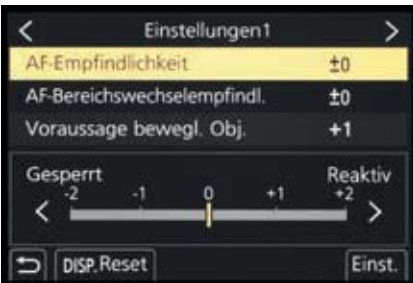 Einstellungen1
AF-Empfindlichkeit ±0
AF-Bereichswechselempfindl. ±0
Voraussage bewegl. Obj. +1
Gesperrt Reaktiv
-2 -1 0 +1 +2
DISP.Reset Einst.